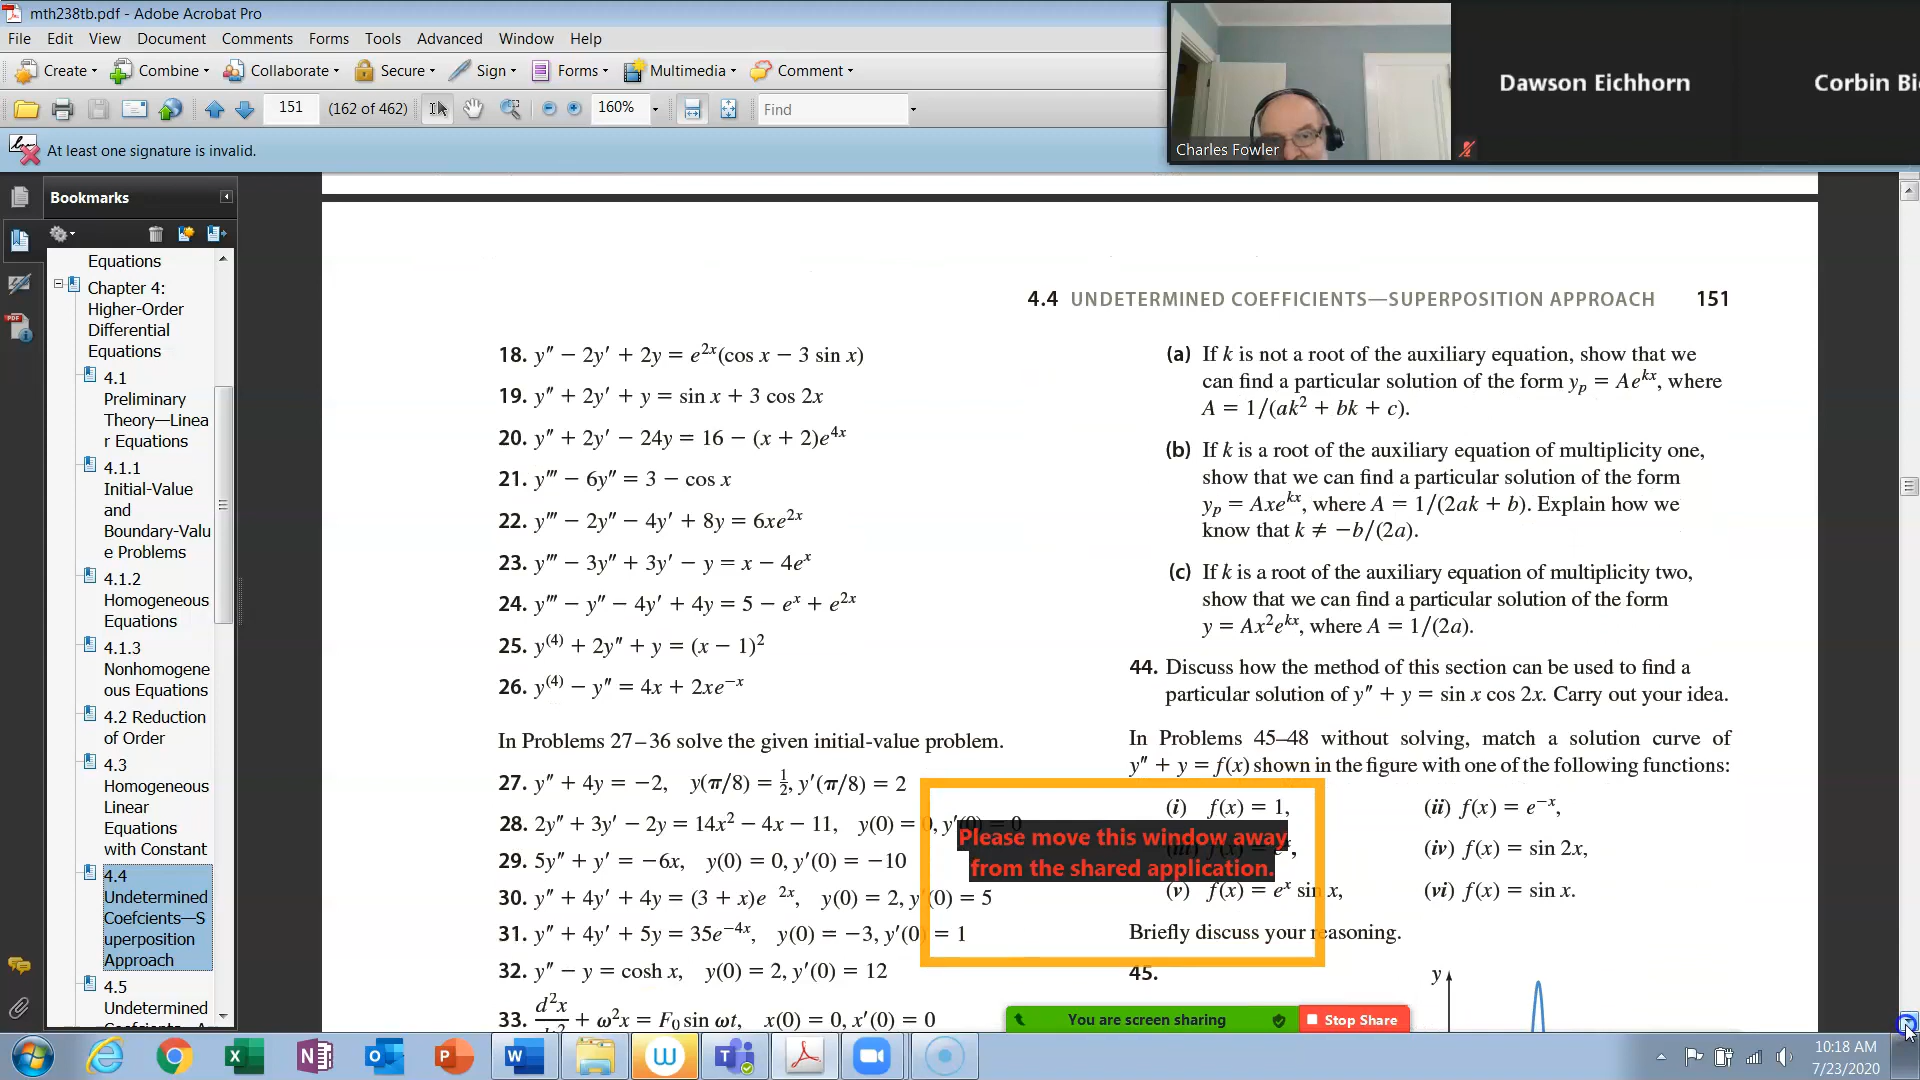 mth238tb.pdf - Adobe Acrobat Pro
File Edit View Document Comments Forms Tools Advanced Window Help
Create Combine Collaborate Secure Sign Forms Multimedia Comment
151 (162 of 462) 160% Find
At least one signature is invalid.
Charles Fowler
Dawson Eichhorn
Corbin
Bookmarks
Equations
Chapter 4:
Higher-Order
Differential
Equations
4.1
Preliminary
Theory—Linea
r Equations
4.1.1
Initial-Value
and
Boundary-Valu
e Problems
4.1.2
Homogeneous
Equations
4.1.3
Nonhomogene
ous Equations
4.2 Reduction
of Order
4.3
Homogeneous
Linear
Equations
with Constant
4.4
Undetermined
Coefcients—S
uperposition
Approach
4.5
Undetermined
4.4 UNDETERMINED COEFFICIENTS—SUPERPOSITION APPROACH 151
18. y″ − 2y′ + 2y = e^{2x}(cos x − 3 sin x)
19. y″ + 2y′ + y = sin x + 3 cos 2x
20. y″ + 2y′ − 24y = 16 − (x + 2)e^{4x}
21. y‴ − 6y″ = 3 − cos x
22. y‴ − 2y″ − 4y′ + 8y = 6xe^{2x}
23. y‴ − 3y″ + 3y′ − y = x − 4e^x
24. y‴ − y″ − 4y′ + 4y = 5 − e^x + e^{2x}
25. y^{(4)} + 2y″ + y = (x − 1)^2
26. y^{(4)} − y″ = 4x + 2xe^{−x}
In Problems 27–36 solve the given initial-value problem.
27. y″ + 4y = −2, y(π/8) = 1/2, y′(π/8) = 2
28. 2y″ + 3y′ − 2y = 14x^2 − 4x − 11, y(0) = 0, y′(0) = 0
29. 5y″ + y′ = −6x, y(0) = 0, y′(0) = −10
30. y″ + 4y′ + 4y = (3 + x)e^{2x}, y(0) = 2, y′(0) = 5
31. y″ + 4y′ + 5y = 35e^{−4x}, y(0) = −3, y′(0) = 1
32. y″ − y = cosh x, y(0) = 2, y′(0) = 12
33. d^2x + ω^2x = F_0 sin ωt, x(0) = 0, x′(0) = 0
(a) If k is not a root of the auxiliary equation, show that we
can find a particular solution of the form y_p = Ae^{kx}, where
A = 1/(ak^2 + bk + c).
(b) If k is a root of the auxiliary equation of multiplicity one,
show that we can find a particular solution of the form
y_p = Axe^{kx}, where A = 1/(2ak + b). Explain how we
know that k ≠ −b/(2a).
(c) If k is a root of the auxiliary equation of multiplicity two,
show that we can find a particular solution of the form
y = Ax^2e^{kx}, where A = 1/(2a).
44. Discuss how the method of this section can be used to find a
particular solution of y″ + y = sin x cos 2x. Carry out your idea.
In Problems 45–48 without solving, match a solution curve of
y″ + y = f(x) shown in the figure with one of the following functions:
(i) f(x) = 1, (ii) f(x) = e^{−x},
(iv) f(x) = sin 2x,
(v) f(x) = e^x sin x, (vi) f(x) = sin x.
Briefly discuss your reasoning.
45.
y
Please move this window away
from the shared application.
You are screen sharing Stop Share
10:18 AM
7/23/2020